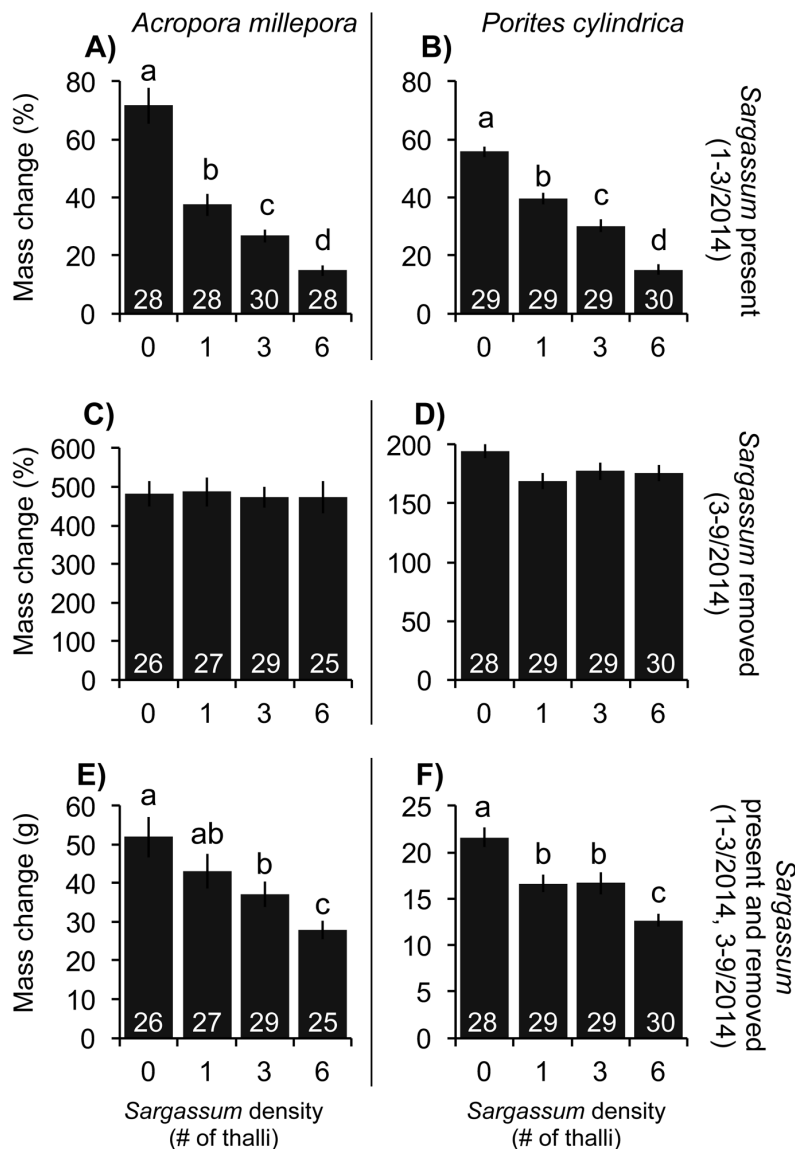 Acropora millepora
Porites cylindrica
A)
Mass change (%)
80
60
40
20
0
a
b
c
d
28
28
30
28
0
1
3
6
B)
80
60
40
20
0
a
b
c
d
29
29
29
30
0
1
3
6
Sargassum present
(1-3/2014)
C)
Mass change (%)
600
500
400
300
200
100
0
26
27
29
25
0
1
3
6
D)
200
150
100
50
0
28
29
29
30
0
1
3
6
Sargassum removed
(3-9/2014)
E)
Mass change (g)
60
50
40
30
20
10
0
a
ab
b
c
26
27
29
25
0
1
3
6
Sargassum density
(# of thalli)
F)
25
20
15
10
5
0
a
b
b
c
28
29
29
30
0
1
3
6
Sargassum density
(# of thalli)
Sargassum
present and removed
(1-3/2014, 3-9/2014)